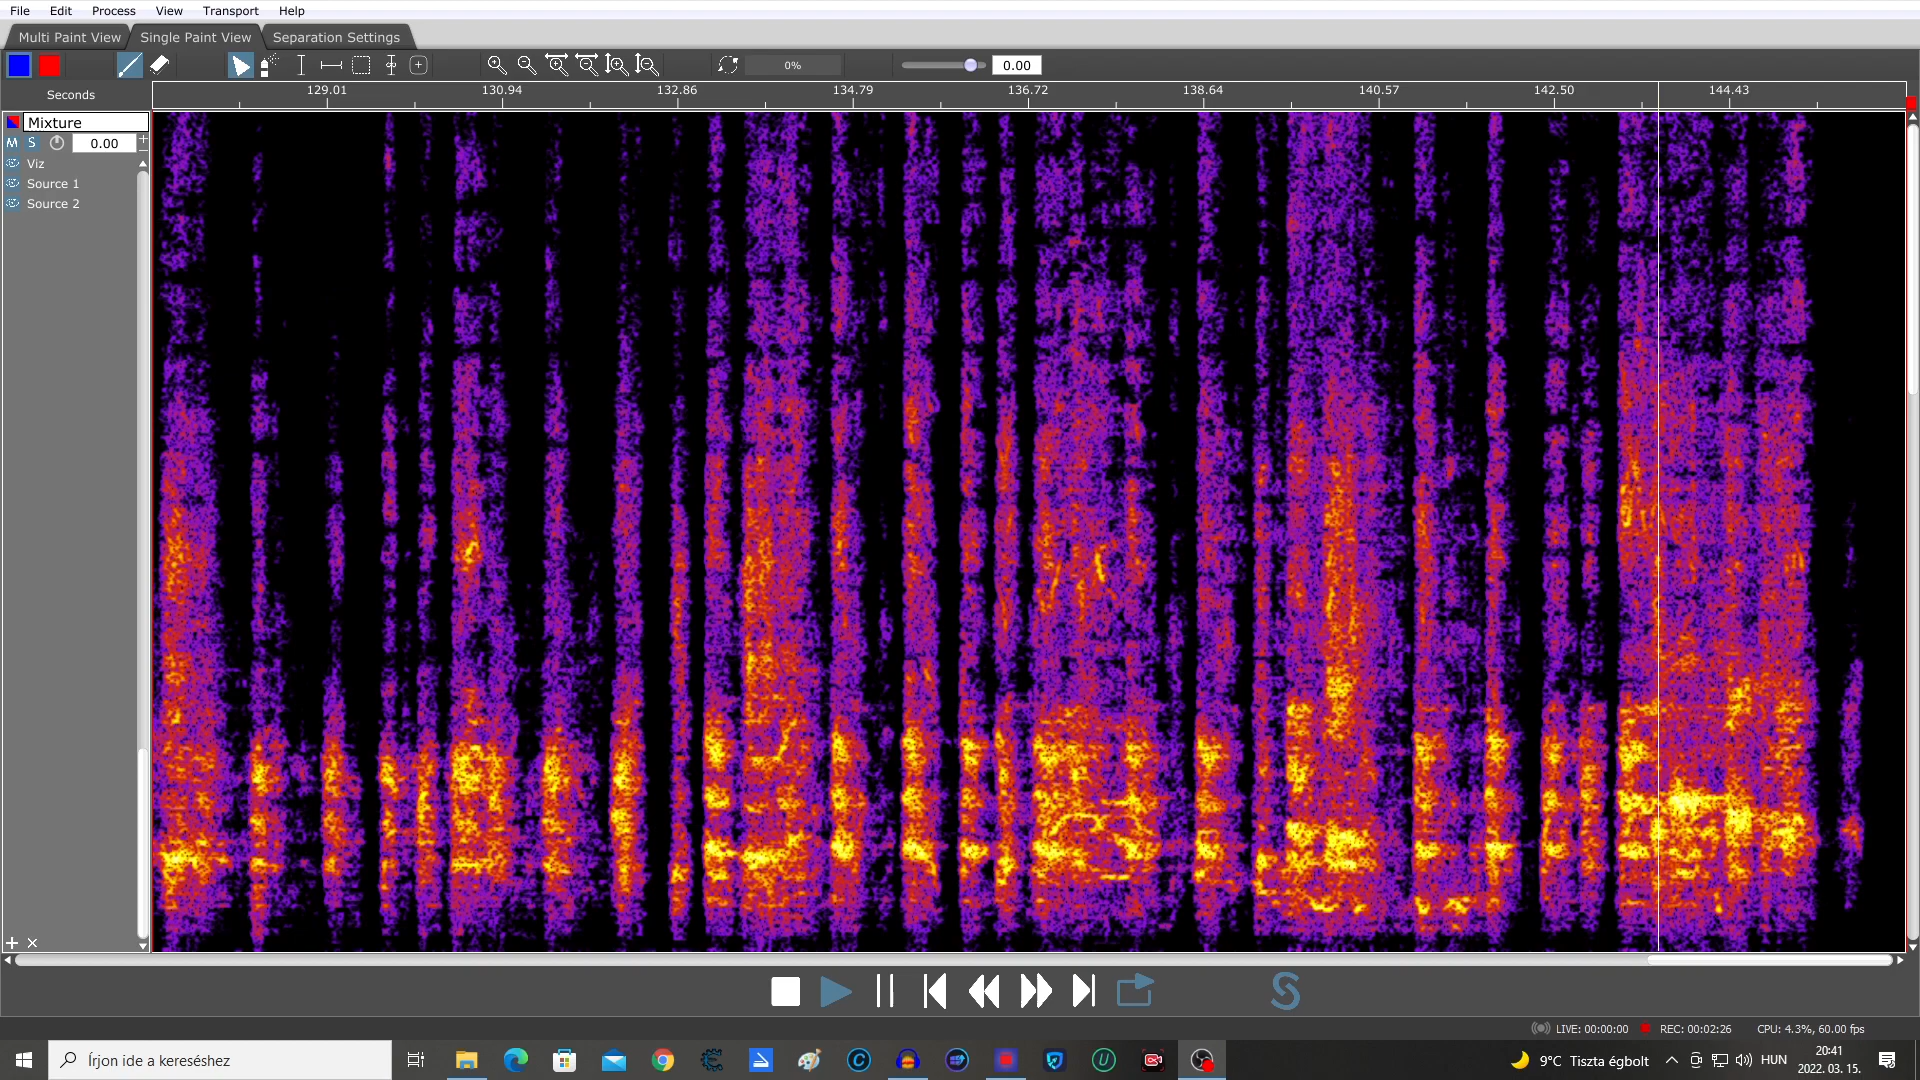 File Edit Process View Transport Help
Multi Paint View Single Paint View Separation Settings
0% 0.00
Seconds 129.01 130.94 132.86 134.79 136.72 138.64 140.57 142.50 144.43
Mixture
M S 0.00
Viz
Source 1
Source 2
LIVE: 00:00:00 REC: 00:02:26 CPU: 4.3%, 60.00 fps
Írjon ide a kereséshez
9°C Tiszta égbolt HUN
20:41
2022. 03. 15.